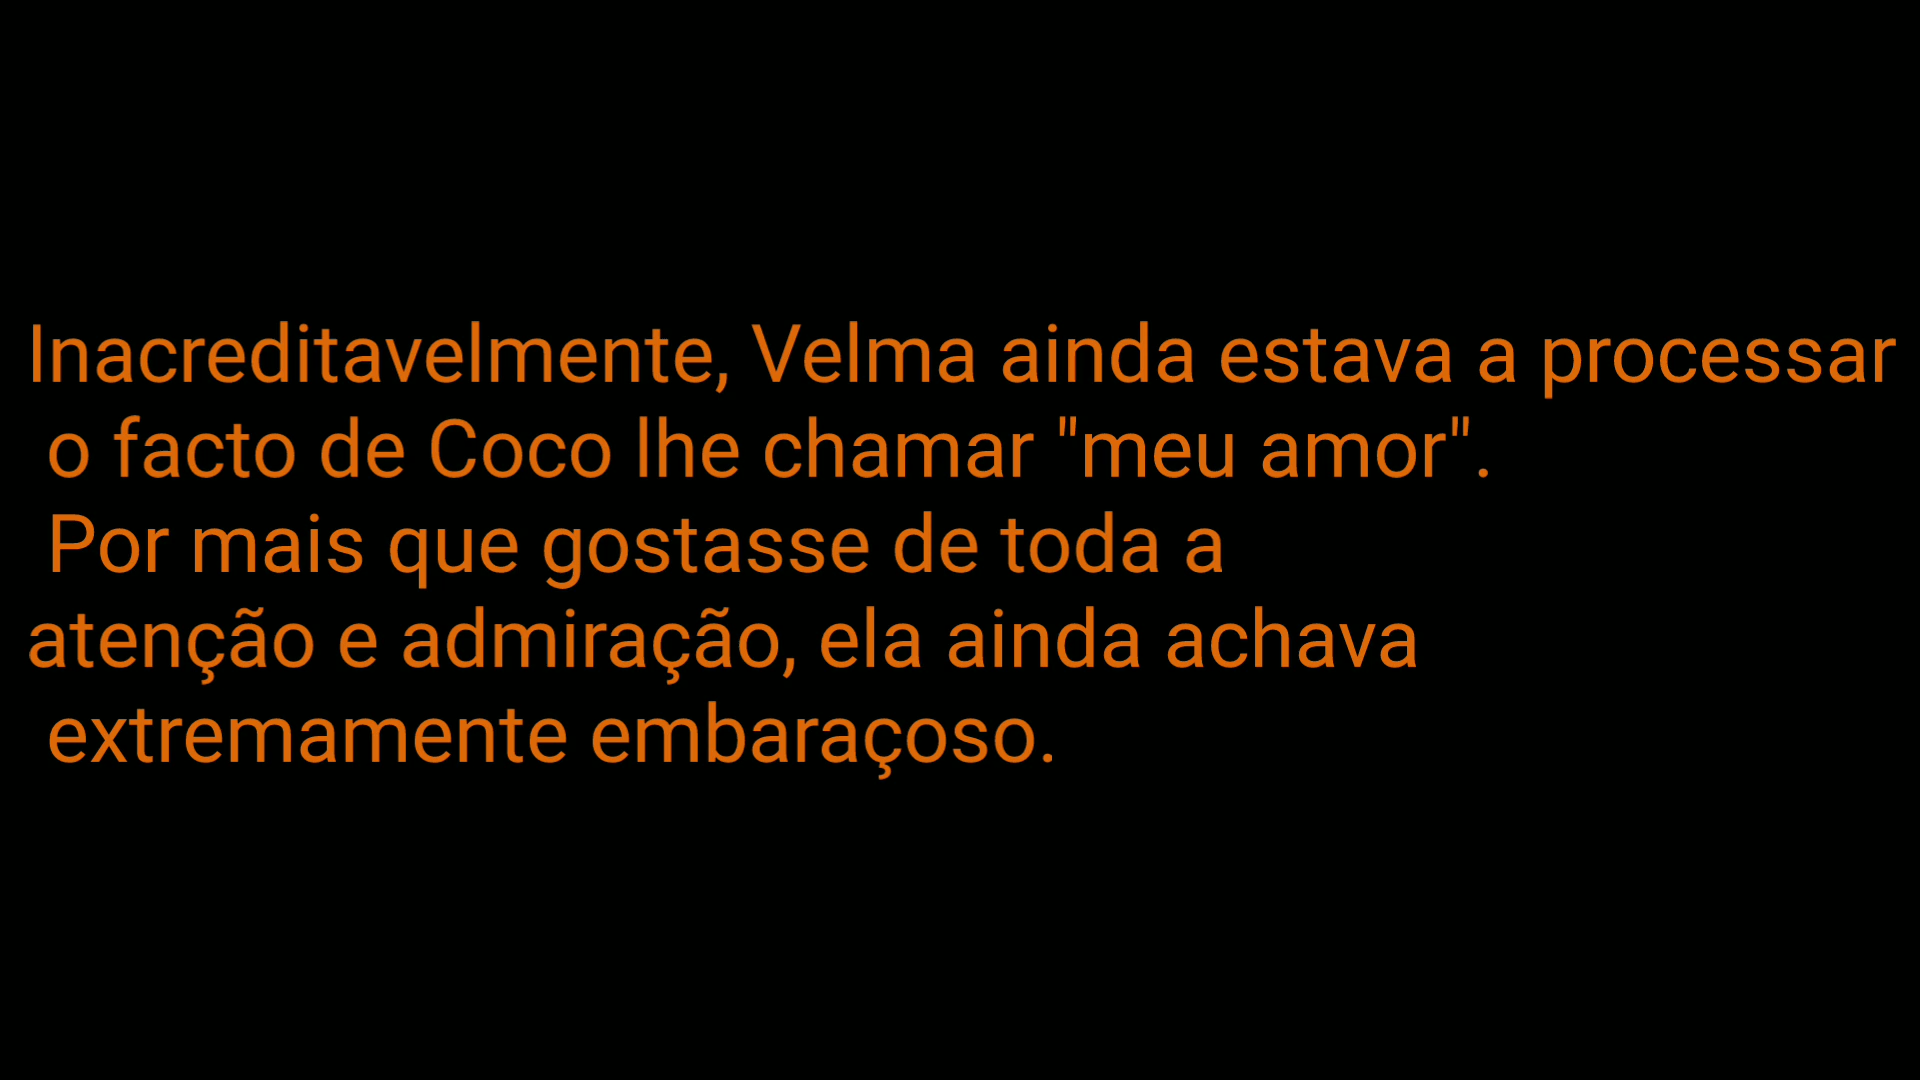 Inacreditavelmente, Velma ainda estava a processar
o facto de Coco lhe chamar "meu amor".
Por mais que gostasse de toda a
atenção e admiração, ela ainda achava
extremamente embaraçoso.